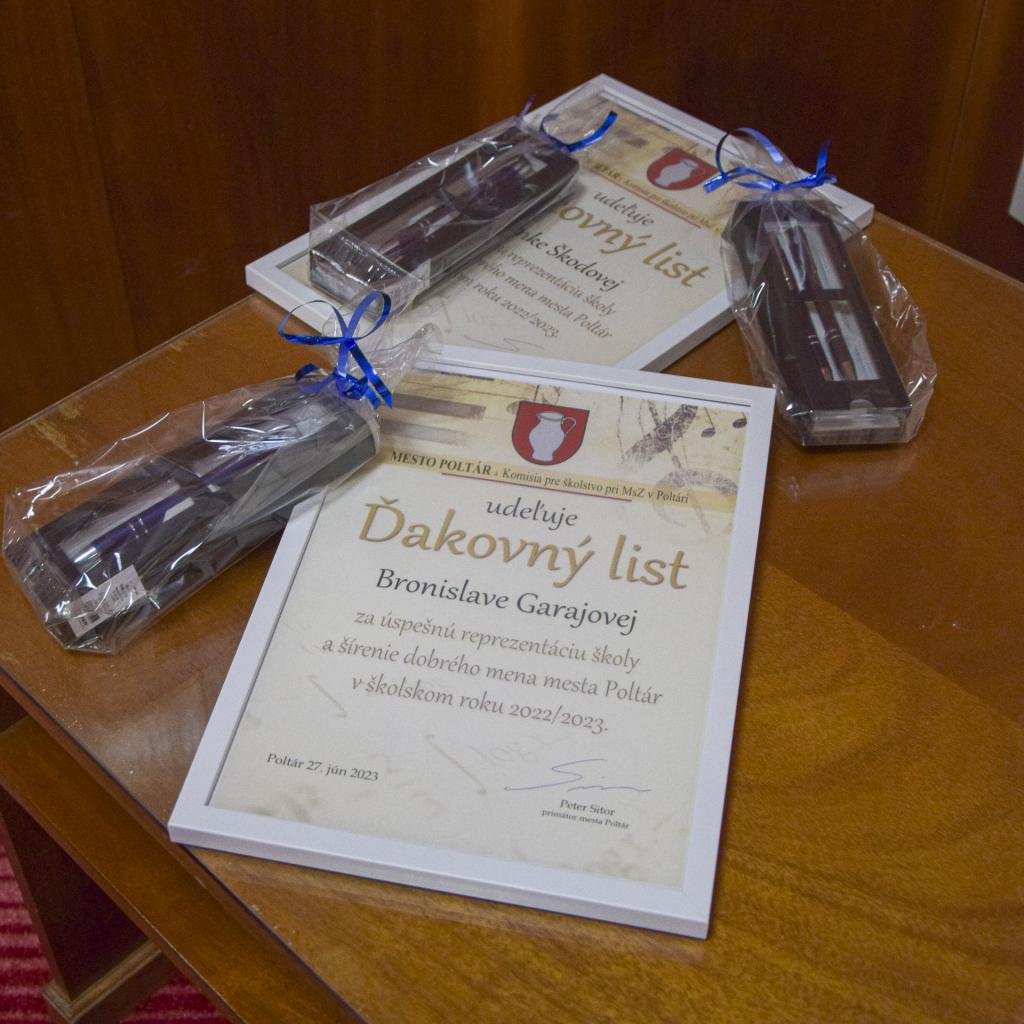 udeľuje
list
Škodovej
reprezentáciu školy
mena mesta Poltár
roku 2022/2023.
MESTO POLTÁR a Komisia pre školstvo pri MsZ v Poltári
udeľuje
Ďakovný list
Bronislave Garajovej
za úspešnú reprezentáciu školy
a šírenie dobrého mena mesta Poltár
v školskom roku 2022/2023.
Poltár 27. jún 2023
Peter Sitor
primátor mesta Poltár